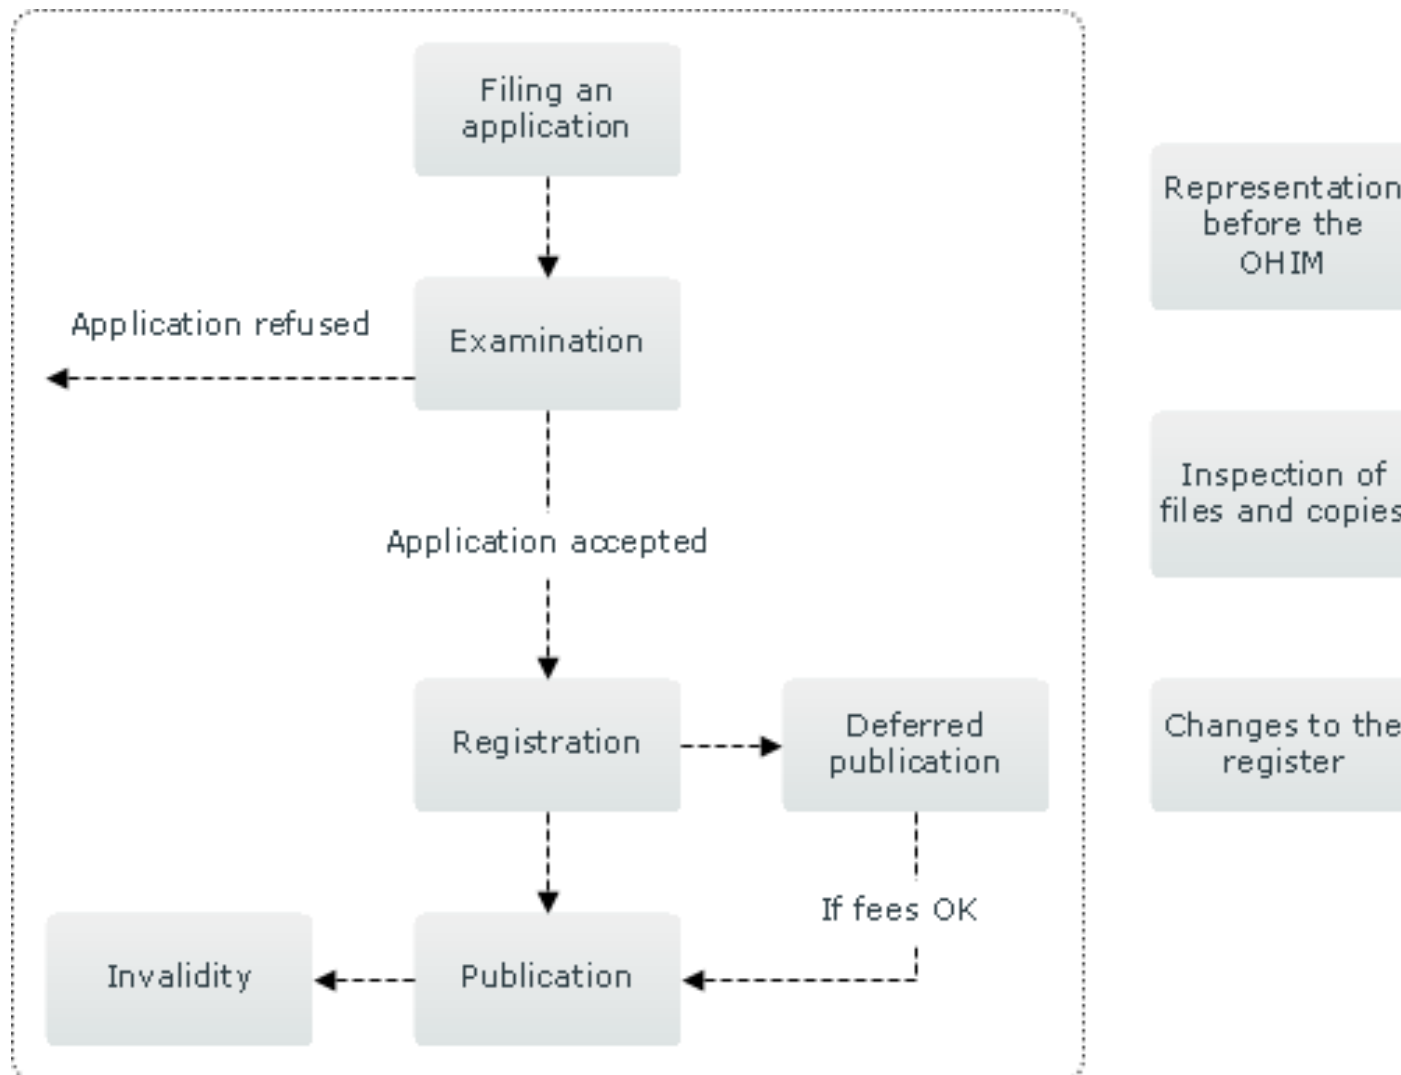 Filing an
application
Representation
before the
OHIM
Application refused
Examination
Inspection of
files and copies
Application accepted
Registration
Deferred
publication
Changes to the
register
If fees OK
Invalidity
Publication